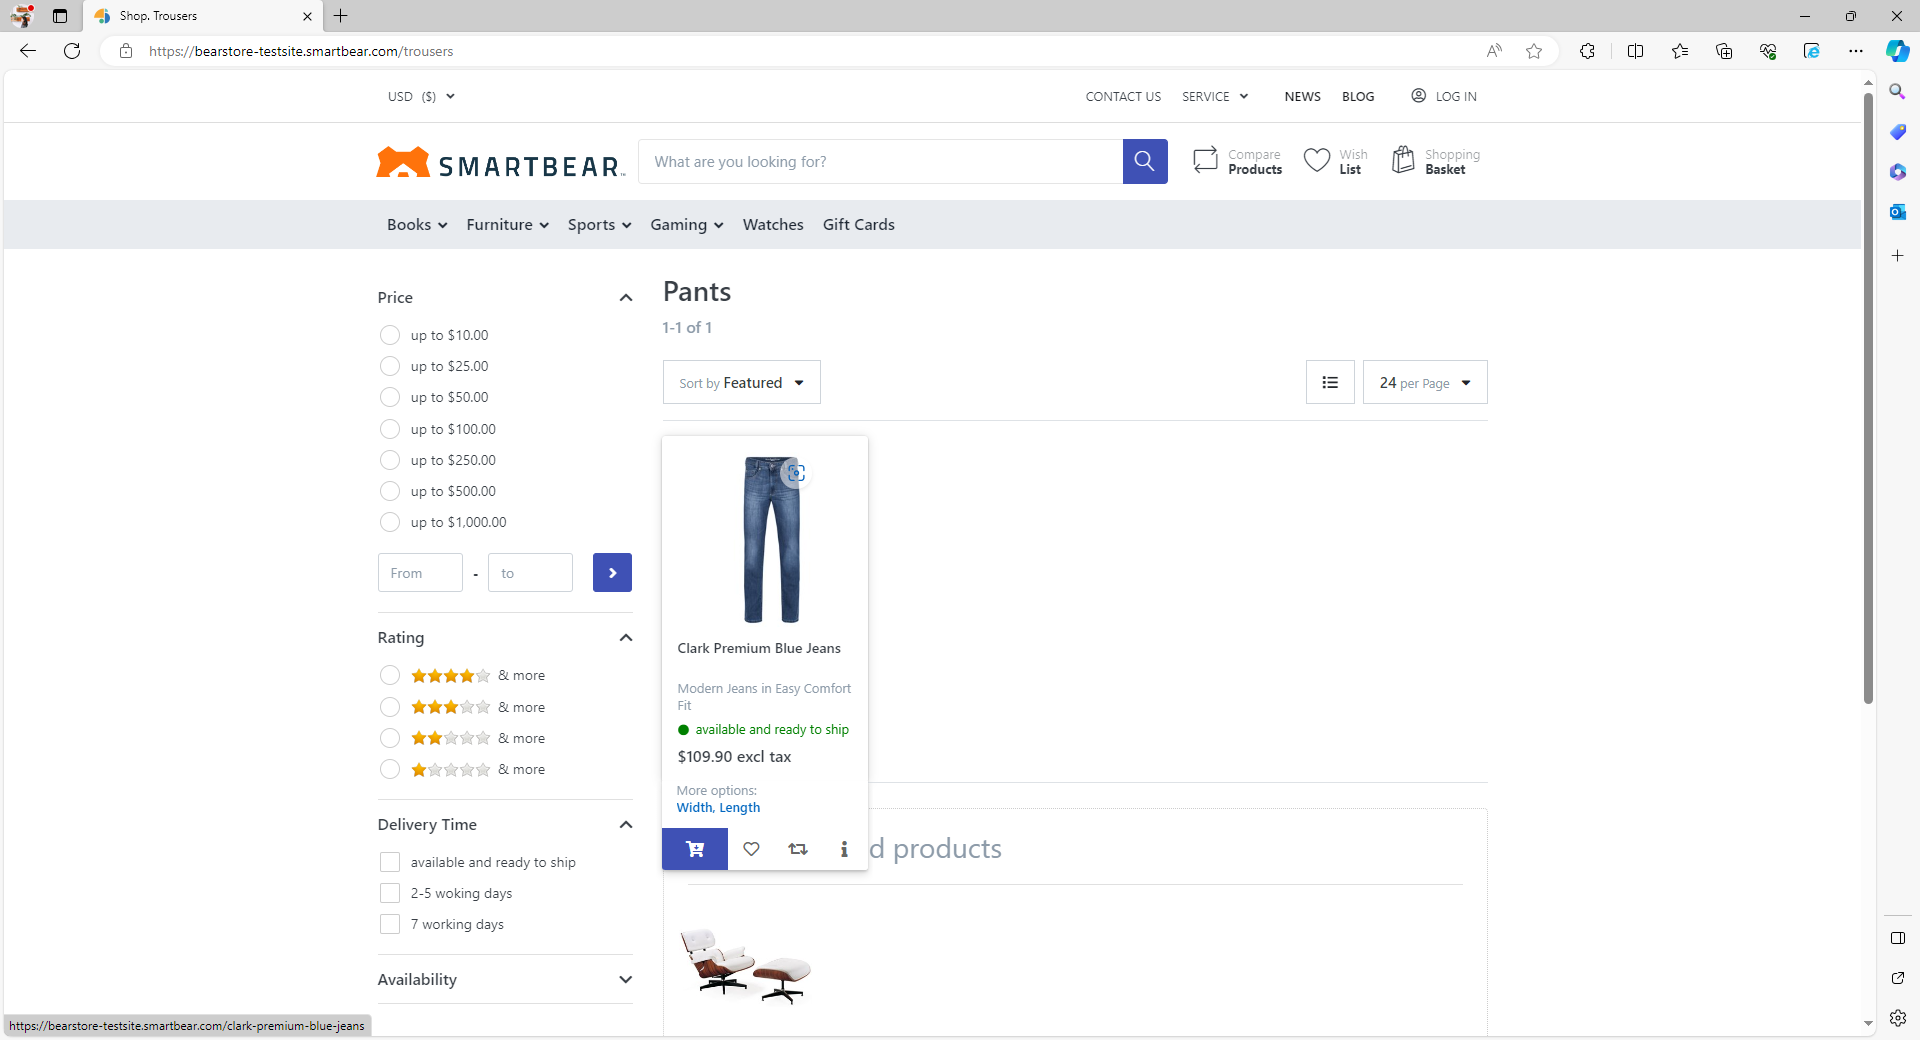 Shop. Trousers
https://bearstore-testsite.smartbear.com/trousers
USD ($)
CONTACT US SERVICE NEWS BLOG LOG IN
SMARTBEAR
What are you looking for?
Compare
Products
Wish
List
Shopping
Basket
Books Furniture Sports Gaming Watches Gift Cards
Price
up to $10.00
up to $25.00
up to $50.00
up to $100.00
up to $250.00
up to $500.00
up to $1,000.00
From - to
Rating
& more
& more
& more
& more
Delivery Time
available and ready to ship
2-5 woking days
7 working days
Availability
Pants
1-1 of 1
Sort by Featured
24 per Page
Clark Premium Blue Jeans
Modern Jeans in Easy Comfort
Fit
available and ready to ship
$109.90 excl tax
More options:
Width, Length
d products
https://bearstore-testsite.smartbear.com/clark-premium-blue-jeans